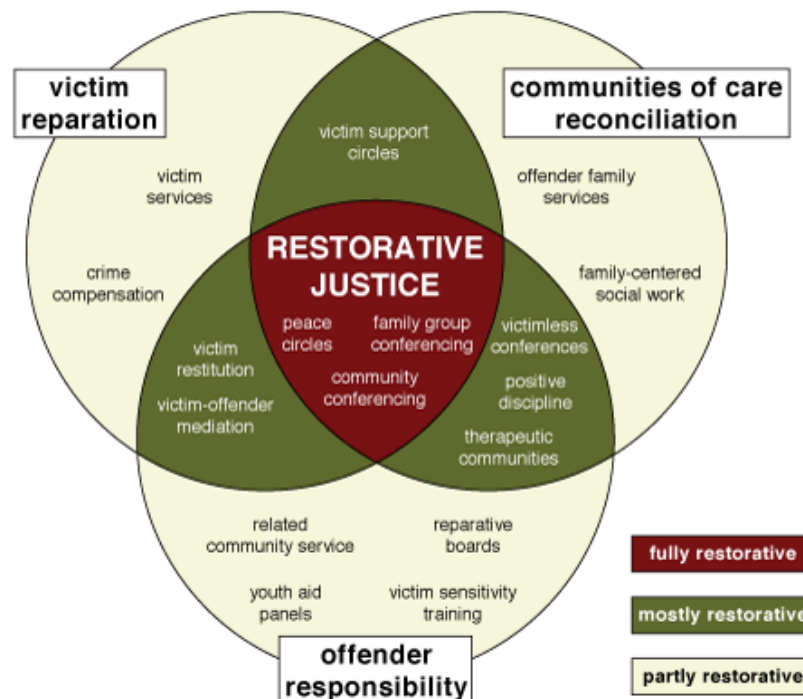 victim
reparation
communities of care
reconciliation
victim support
circles
victim
services
offender family
services
crime
compensation
family-centered
social work
RESTORATIVE
JUSTICE
peace
circles
family group
conferencing
community
conferencing
victim
restitution
victim-offender
mediation
victimless
conferences
positive
discipline
therapeutic
communities
related
community service
reparative
boards
youth aid
panels
victim sensitivity
training
offender
responsibility
fully restorative
mostly restorative
partly restorative